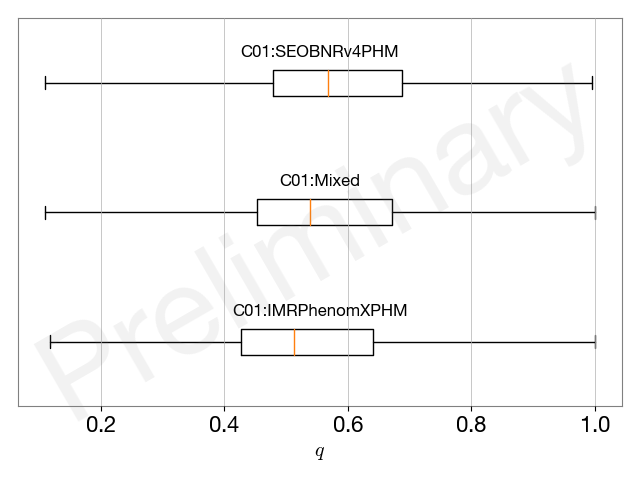 C01:SEOBNRv4PHM
C01:Mixed
C01:IMRPhenomXPHM
Preliminary
0.2 0.4 0.6 0.8 1.0
q